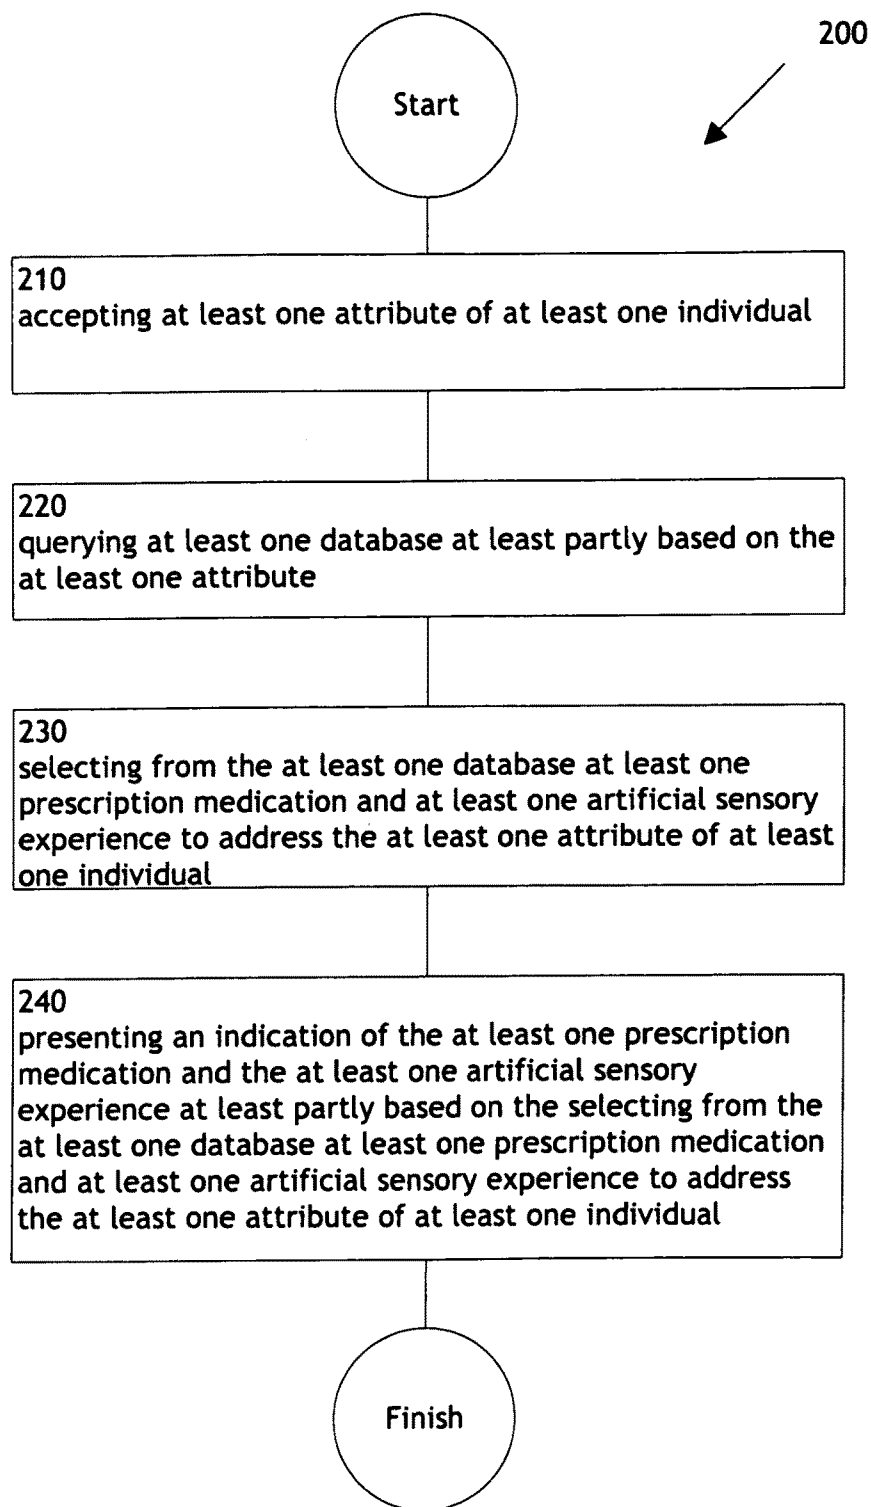 200
Start
210
accepting at least one attribute of at least one individual
220
querying at least one database at least partly based on the
at least one attribute
230
selecting from the at least one database at least one
prescription medication and at least one artificial sensory
experience to address the at least one attribute of at least
one individual
240
presenting an indication of the at least one prescription
medication and the at least one artificial sensory
experience at least partly based on the selecting from the
at least one database at least one prescription medication
and at least one artificial sensory experience to address
the at least one attribute of at least one individual
Finish